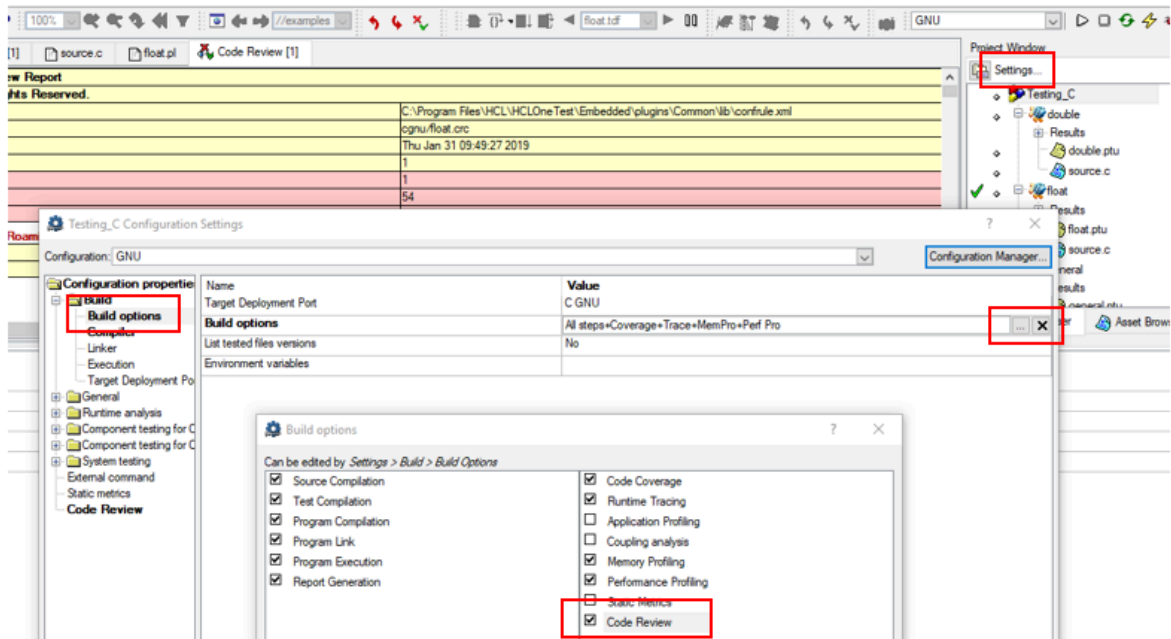 100%
//examples
float.tdf
GNU
[1]
source.c
float.pl
Code Review [1]
Project Window
Settings...
ew Report
hts Reserved.
C:\Program Files\HCL\HCLOneTest\Embedded\plugins\Common\lib\confrule.xml
cgnu/float.crc
Thu Jan 31 09:49:27 2019
1
1
54
Roam
Testing_C
double
Results
double.ptu
source.c
float
Results
float.ptu
source.c
neral
esults
general.ptu
er
Asset Brow
Testing_C Configuration Settings
?
Configuration: GNU
Configuration Manager...
Configuration propertie
Build
Build options
Compiler
Linker
Execution
Target Deployment Po
General
Runtime analysis
Component testing for C
Component testing for C
System testing
External command
Static metrics
Code Review
Name
Value
Target Deployment Port
C GNU
Build options
All steps+Coverage+Trace+MemPro+Perf Pro
...
List tested files versions
No
Environment variables
Build options
?
Can be edited by Settings > Build > Build Options
Source Compilation
Test Compilation
Program Compilation
Program Link
Program Execution
Report Generation
Code Coverage
Runtime Tracing
Application Profiling
Coupling analysis
Memory Profiling
Performance Profiling
Static Metrics
Code Review